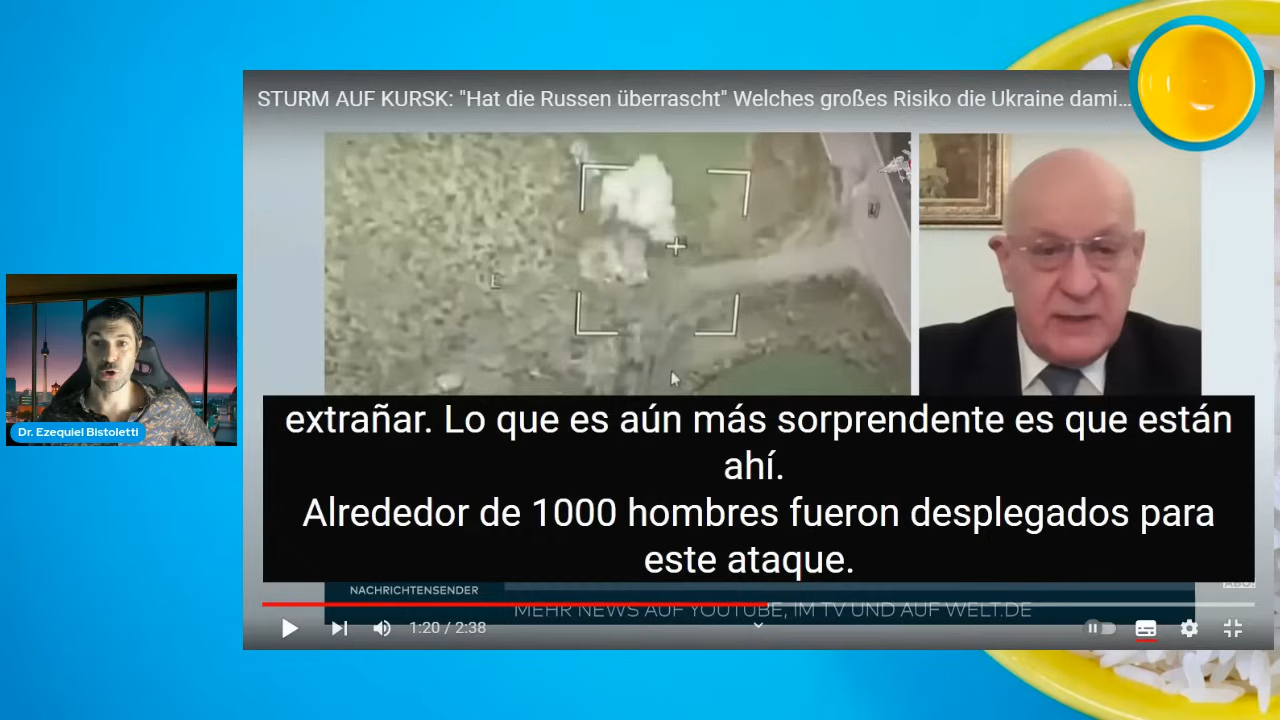 STURM AUF KURSK: "Hat die Russen überrascht" Welches großes Risiko die Ukraine dami...
E
Dr. Ezequiel Bistoletti
extrañar. Lo que es aún más sorprendente es que están
ahí.
Alrededor de 1000 hombres fueron desplegados para
este ataque.
NACHRICHTENSENDER
MEHR NEWS AUF YOUTUBE, IM TV UND AUF WELT.DE
1:20 / 2:38